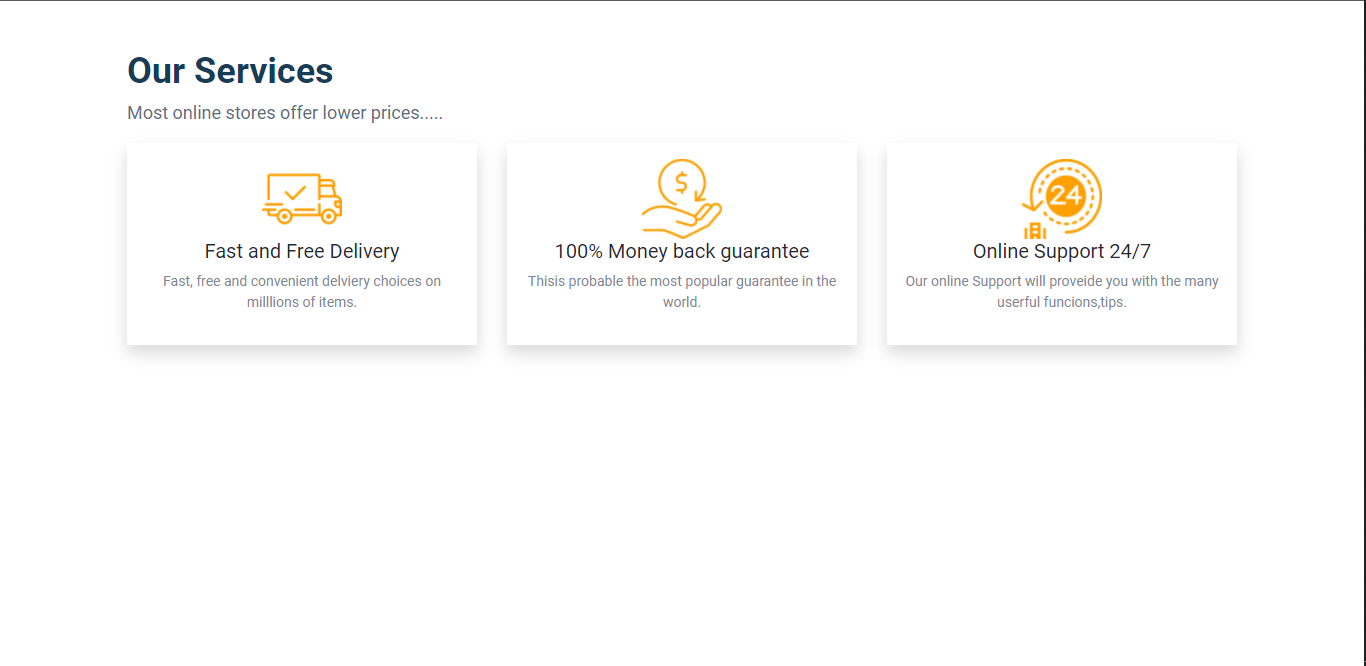 Our Services
Most online stores offer lower prices.....
$
24
Fast and Free Delivery
100% Money back guarantee
Online Support 24/7
Fast, free and convenient delviery choices on
milllions of items.
Thisis probable the most popular guarantee in the
world.
Our online Support will proveide you with the many
userful funcions,tips.